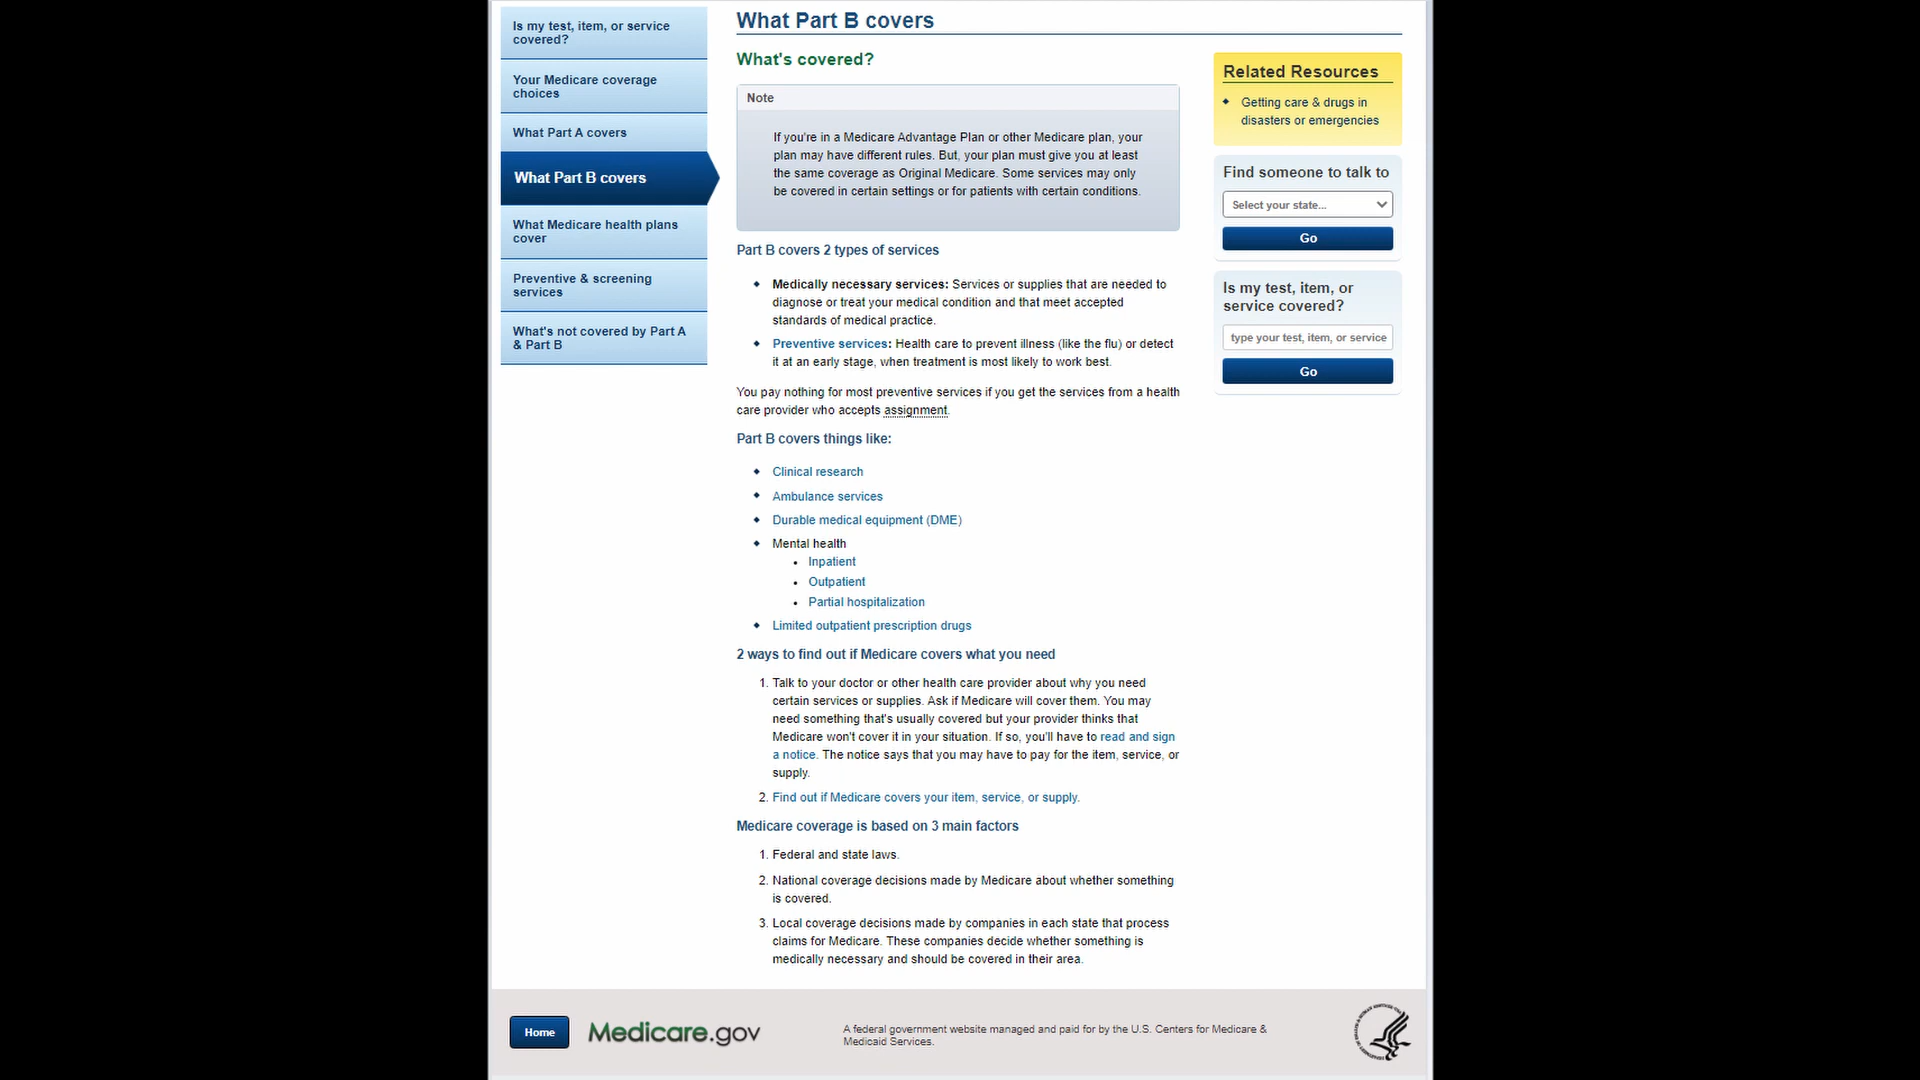 Is my test, item, or service
covered?
Your Medicare coverage
choices
What Part A covers
What Part B covers
What Medicare health plans
cover
Preventive & screening
services
What's not covered by Part A
& Part B
What Part B covers
What's covered?
Note
If you're in a Medicare Advantage Plan or other Medicare plan, your
plan may have different rules. But, your plan must give you at least
the same coverage as Original Medicare. Some services may only
be covered in certain settings or for patients with certain conditions.
Part B covers 2 types of services
Medically necessary services: Services or supplies that are needed to
diagnose or treat your medical condition and that meet accepted
standards of medical practice.
Preventive services: Health care to prevent illness (like the flu) or detect
it at an early stage, when treatment is most likely to work best.
You pay nothing for most preventive services if you get the services from a health
care provider who accepts assignment.
Part B covers things like:
Clinical research
Ambulance services
Durable medical equipment (DME)
Mental health
Inpatient
Outpatient
Partial hospitalization
Limited outpatient prescription drugs
2 ways to find out if Medicare covers what you need
1. Talk to your doctor or other health care provider about why you need
certain services or supplies. Ask if Medicare will cover them. You may
need something that's usually covered but your provider thinks that
Medicare won't cover it in your situation. If so, you'll have to read and sign
a notice. The notice says that you may have to pay for the item, service, or
supply.
2. Find out if Medicare covers your item, service, or supply.
Medicare coverage is based on 3 main factors
1. Federal and state laws.
2. National coverage decisions made by Medicare about whether something
is covered.
3. Local coverage decisions made by companies in each state that process
claims for Medicare. These companies decide whether something is
medically necessary and should be covered in their area.
Related Resources
Getting care & drugs in
disasters or emergencies
Find someone to talk to
Select your state...
Go
Is my test, item, or
service covered?
type your test, item, or service
Go
Home
Medicare.gov
A federal government website managed and paid for by the U.S. Centers for Medicare &
Medicaid Services.